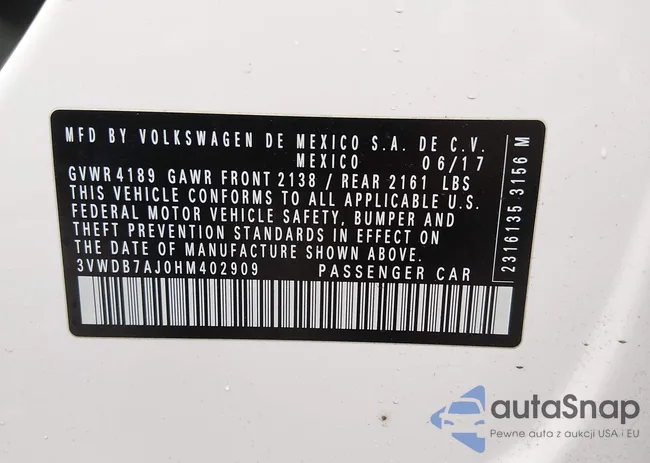 MFD BY VOLKSWAGEN DE MEXICO S.A. DE C.V.
MEXICO 06/17
GVWR 4189 GAWR FRONT 2138 / REAR 2161 LBS
THIS VEHICLE CONFORMS TO ALL APPLICABLE U.S.
FEDERAL MOTOR VEHICLE SAFETY, BUMPER AND
THEFT PREVENTION STANDARDS IN EFFECT ON
THE DATE OF MANUFACTURE SHOWN ABOVE.
3VWDB7AJ0HM402909 PASSENGER CAR
2316135 3156 M
autaSnap
Pewne auta z aukcji USA i EU